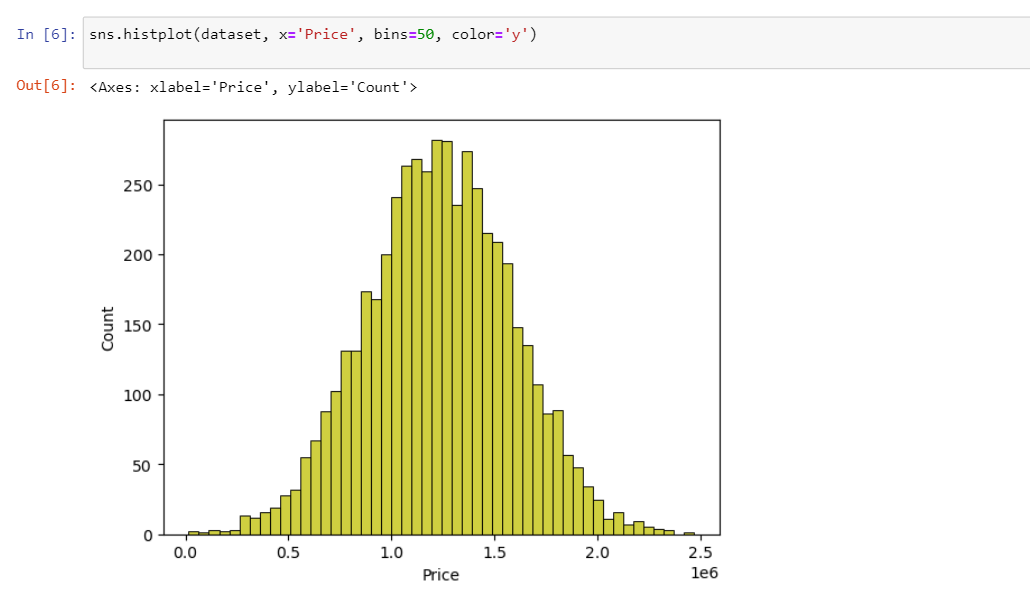 In [6]: sns.histplot(dataset, x='Price', bins=50, color='y')
Out[6]: <Axes: xlabel='Price', ylabel='Count'>
250
200
150
100
50
0
Count
0.0 0.5 1.0 1.5 2.0 2.5
1e6
Price